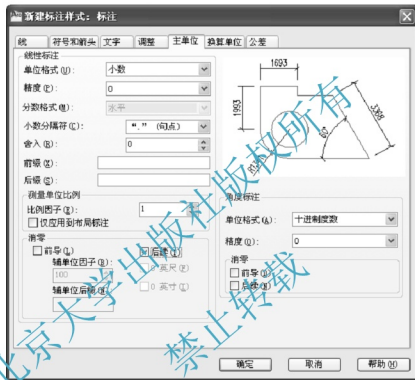 新建标注样式：标注
线 符号和箭头 文字 调整 主单位 换算单位 公差
线性标注
单位格式(U): 小数
精度(P): 0
分数格式(M): 水平
小数分隔符(C): “.” (句点)
舍入(R): 0
前缀(X):
后缀(S):
测量单位比例
比例因子(E): 1
仅应用到布局标注
消零
前导(L) 后续(T)
辅单位因子(B): 0 英尺(F)
100
辅单位后缀(N): 0 英寸(I)
1693
1993
3368
角度标注
单位格式(A): 十进制度数
精度(O): 0
消零
前导(D)
后续(N)
确定 取消 帮助(H)
北京大学出版社版权所有
禁止转载